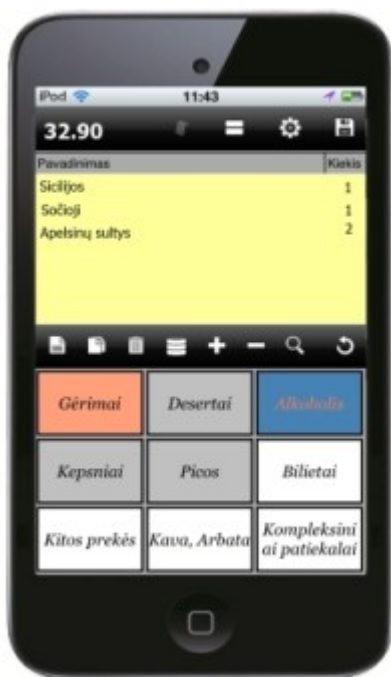 iPod 11:43
32.90
Pavadinimas Kiekis
Sicilijos 1
Sočioji 1
Apelsinų sultys 2
Gėrimai Desertai Alkoholis
Kepsniai Picos Bilietai
Kitos prekės Kava, Arbata Kompleksini
ai patiekalai